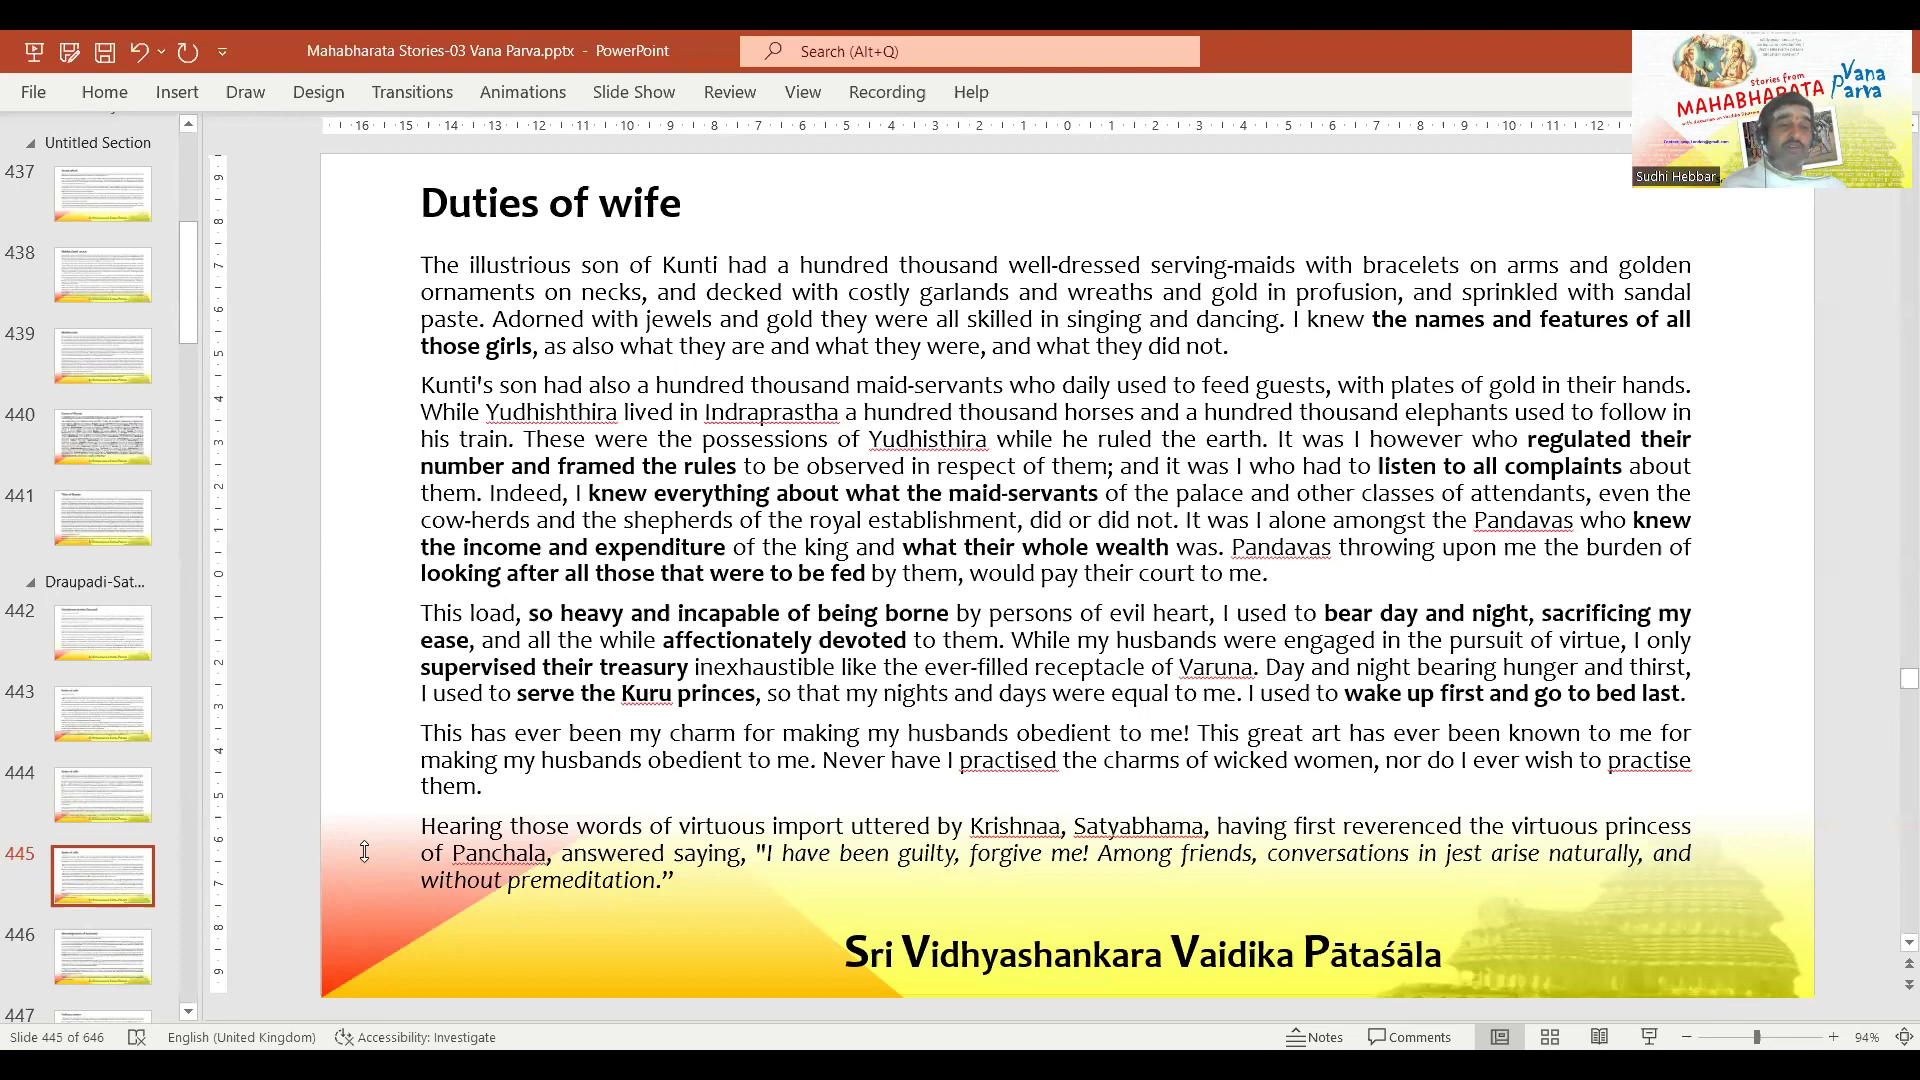 Mahabharata Stories-03 Vana Parva.pptx - PowerPoint
Search (Alt+Q)
File Home Insert Draw Design Transitions Animations Slide Show Review View Recording Help
Stories from
MAHABHARATA
Vana
Parva
Sudhi Hebbar
Untitled Section
437
438
439
440
441
Draupadi-Sat...
442
443
444
445
446
447
Duties of wife
The illustrious son of Kunti had a hundred thousand well-dressed serving-maids with bracelets on arms and golden
ornaments on necks, and decked with costly garlands and wreaths and gold in profusion, and sprinkled with sandal
paste. Adorned with jewels and gold they were all skilled in singing and dancing. I knew the names and features of all
those girls, as also what they are and what they were, and what they did not.
Kunti's son had also a hundred thousand maid-servants who daily used to feed guests, with plates of gold in their hands.
While Yudhishthira lived in Indraprastha a hundred thousand horses and a hundred thousand elephants used to follow in
his train. These were the possessions of Yudhisthira while he ruled the earth. It was I however who regulated their
number and framed the rules to be observed in respect of them; and it was I who had to listen to all complaints about
them. Indeed, I knew everything about what the maid-servants of the palace and other classes of attendants, even the
cow-herds and the shepherds of the royal establishment, did or did not. It was I alone amongst the Pandavas who knew
the income and expenditure of the king and what their whole wealth was. Pandavas throwing upon me the burden of
looking after all those that were to be fed by them, would pay their court to me.
This load, so heavy and incapable of being borne by persons of evil heart, I used to bear day and night, sacrificing my
ease, and all the while affectionately devoted to them. While my husbands were engaged in the pursuit of virtue, I only
supervised their treasury inexhaustible like the ever-filled receptacle of Varuna. Day and night bearing hunger and thirst,
I used to serve the Kuru princes, so that my nights and days were equal to me. I used to wake up first and go to bed last.
This has ever been my charm for making my husbands obedient to me! This great art has ever been known to me for
making my husbands obedient to me. Never have I practised the charms of wicked women, nor do I ever wish to practise
them.
Hearing those words of virtuous import uttered by Krishnaa, Satyabhama, having first reverenced the virtuous princess
of Panchala, answered saying, "I have been guilty, forgive me! Among friends, conversations in jest arise naturally, and
without premeditation.”
Sri Vidhyashankara Vaidika Pātaśāla
Slide 445 of 646 English (United Kingdom) Accessibility: Investigate Notes Comments 94%